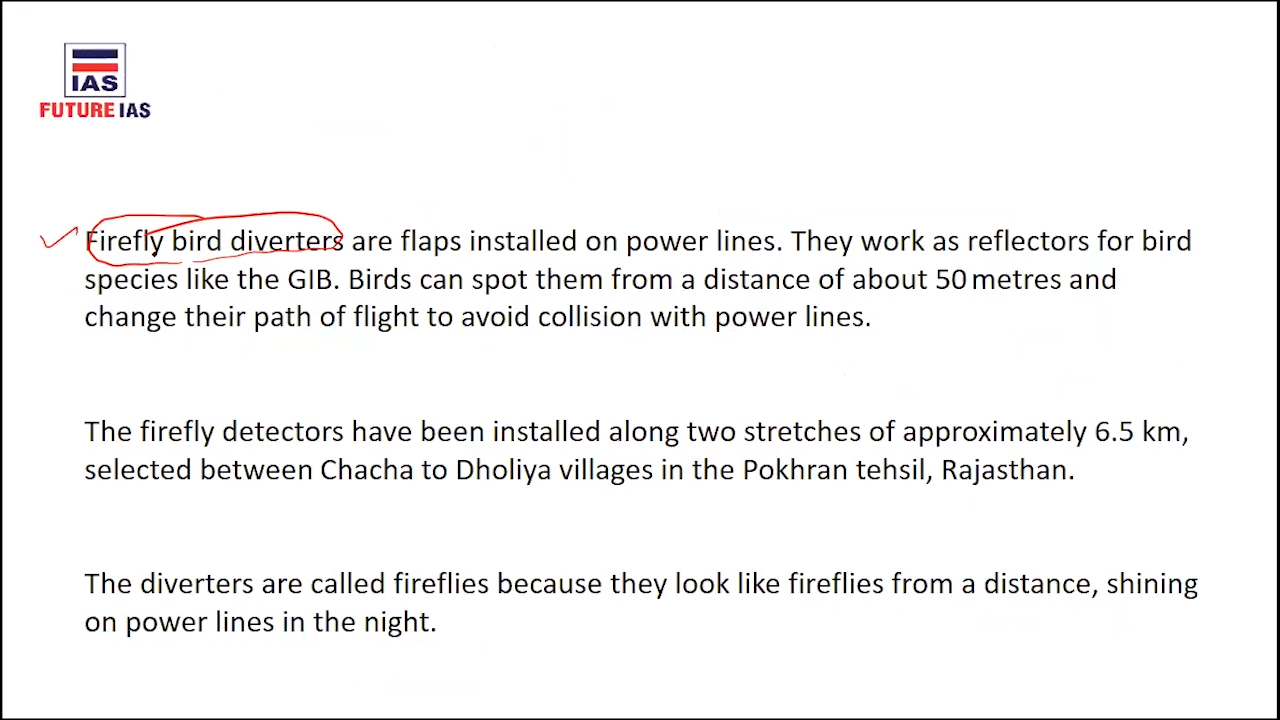 IAS
FUTURE IAS
Firefly bird diverters are flaps installed on power lines. They work as reflectors for bird
species like the GIB. Birds can spot them from a distance of about 50 metres and
change their path of flight to avoid collision with power lines.
The firefly detectors have been installed along two stretches of approximately 6.5 km,
selected between Chacha to Dholiya villages in the Pokhran tehsil, Rajasthan.
The diverters are called fireflies because they look like fireflies from a distance, shining
on power lines in the night.